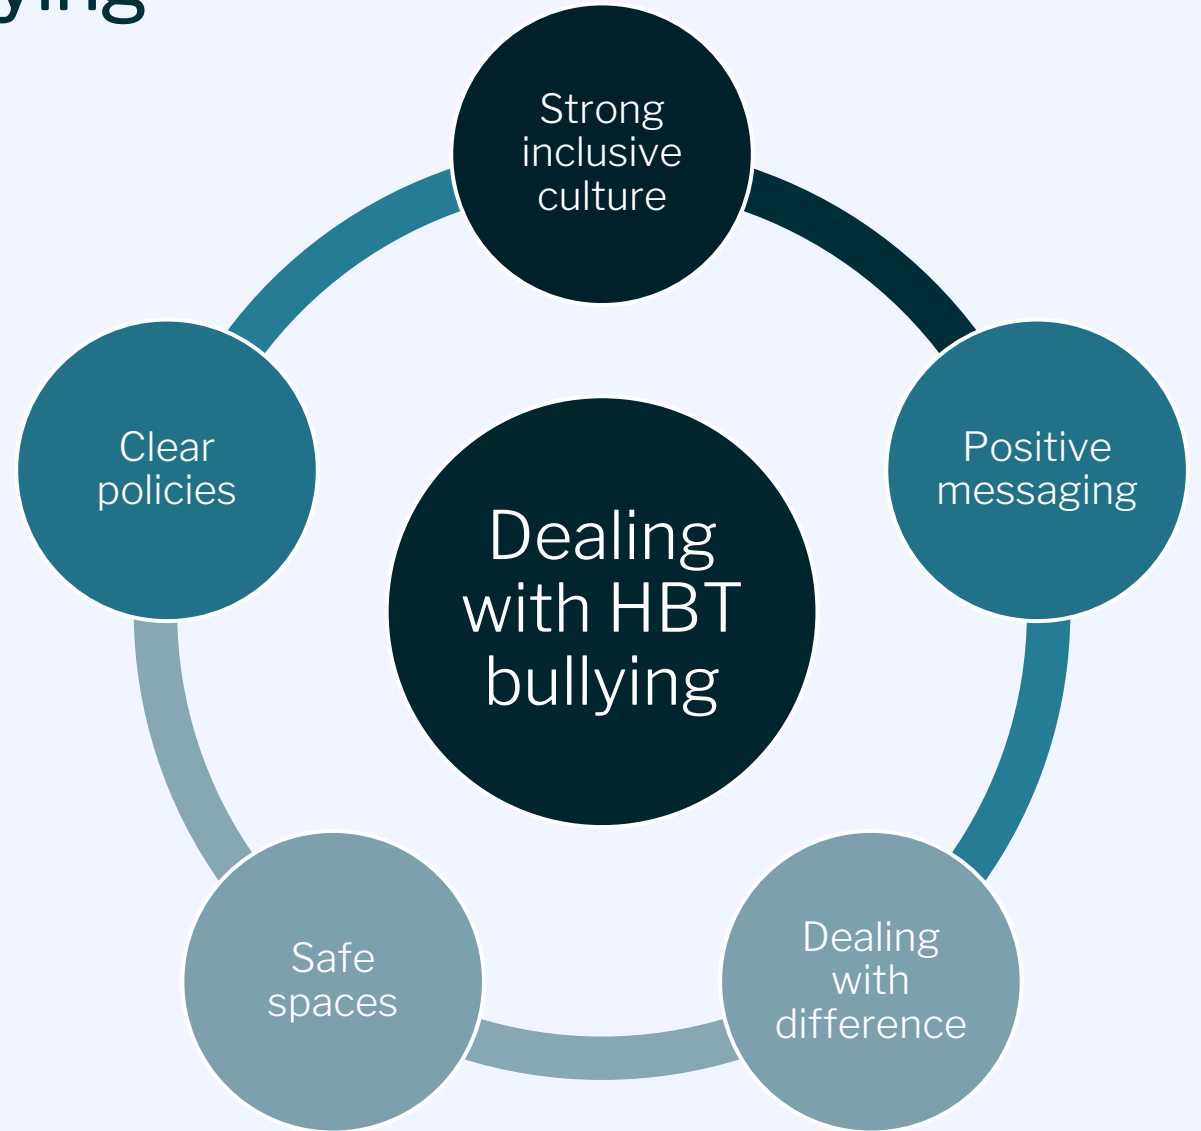 Strong
inclusive
culture
Clear
policies
Positive
messaging
Dealing
with HBT
bullying
Safe
spaces
Dealing
with
difference